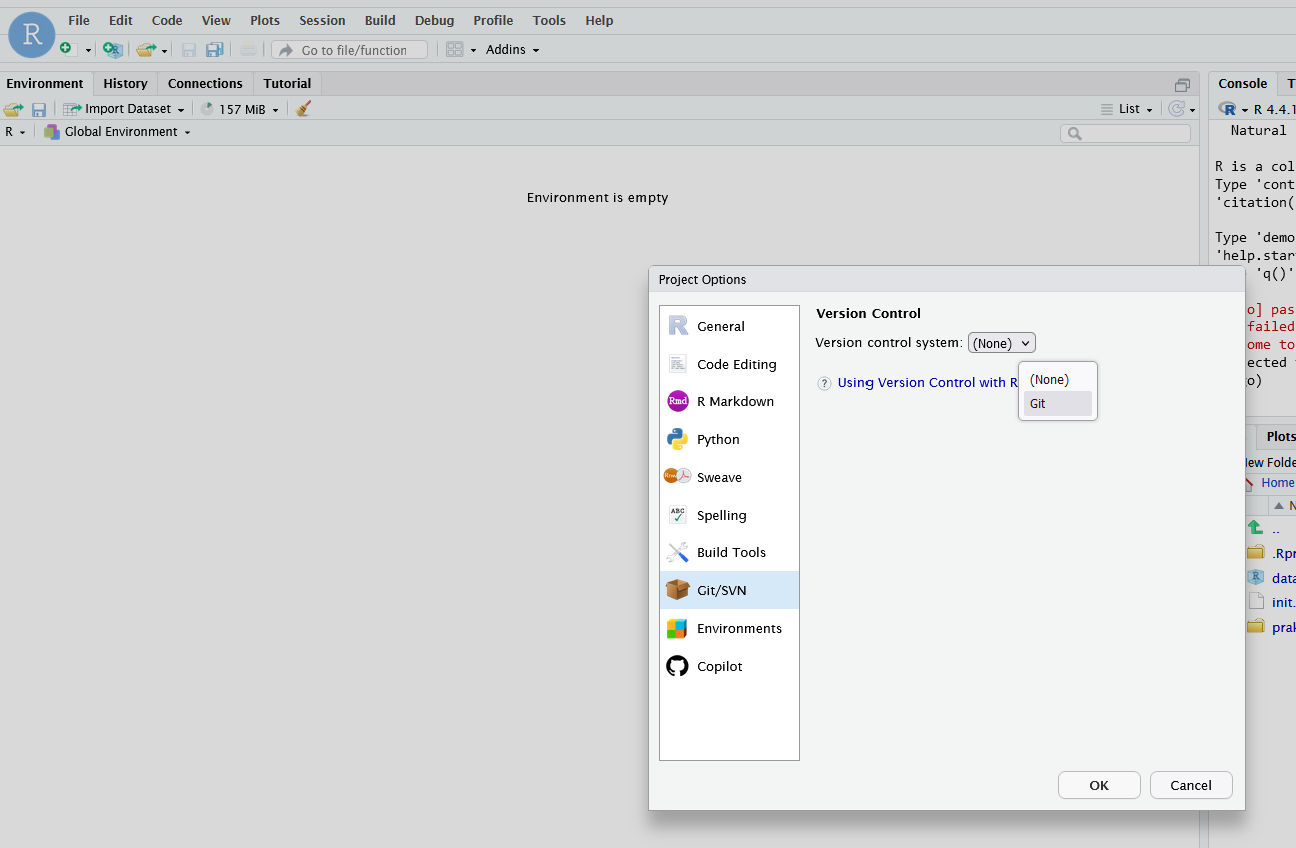 R File Edit Code View Plots Session Build Debug Profile Tools Help
Go to file/function Addins
Environment History Connections Tutorial
Import Dataset 157 MiB List
R Global Environment
Environment is empty
Console T
R R 4.4.1
Natural
R is a col
Type 'cont
'citation(
Type 'demo
'help.star
'q()'
Project Options
General
Code Editing
Rmd R Markdown
Python
Sweave
ABC Spelling
Build Tools
Git/SVN
Environments
Copilot
Version Control
Version control system: (None)
? Using Version Control with R
(None)
Git
OK Cancel
o] pas
failed
ome to
ected
o)
Plots
New Folde
Home
N
..
.Rpr
data
init.
prak